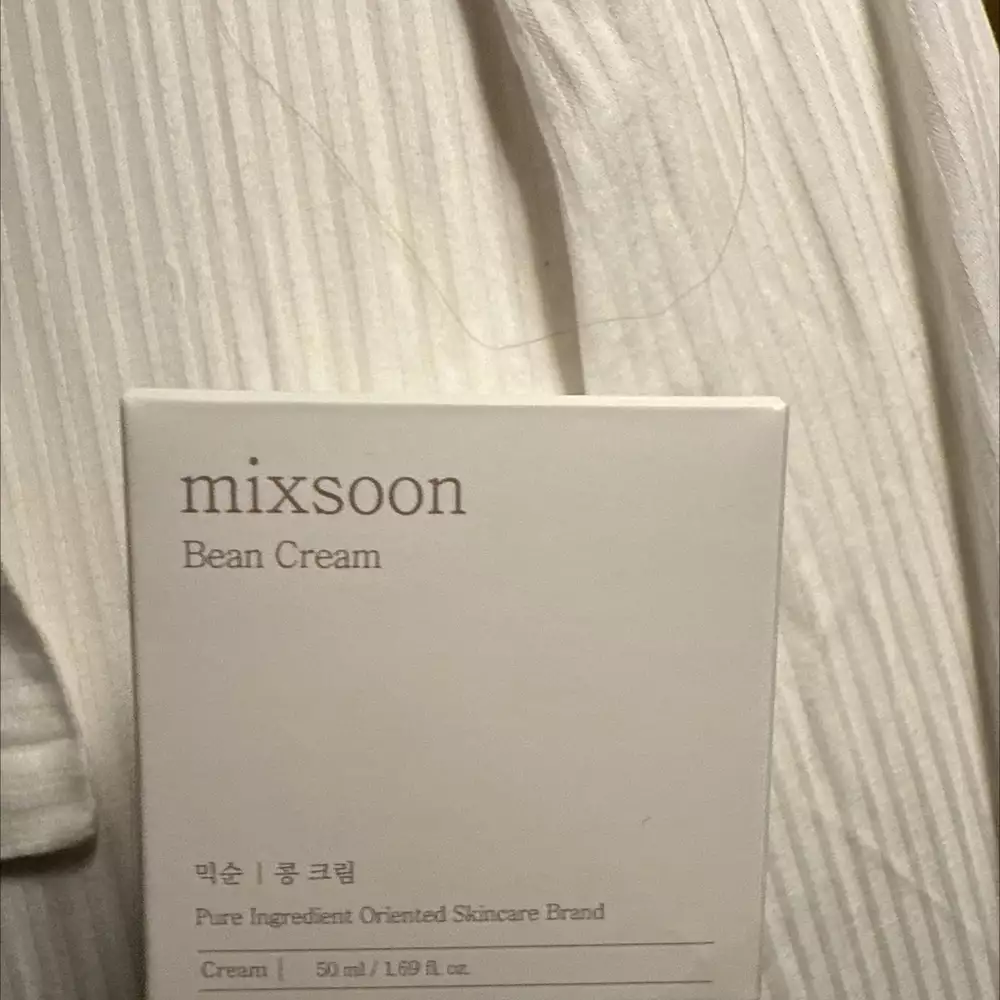 mixsoon
Bean Cream
믹순 | 콩 크림
Pure Ingredient Oriented Skincare Brand
Cream | 50 ml / 1.69 fl. oz.